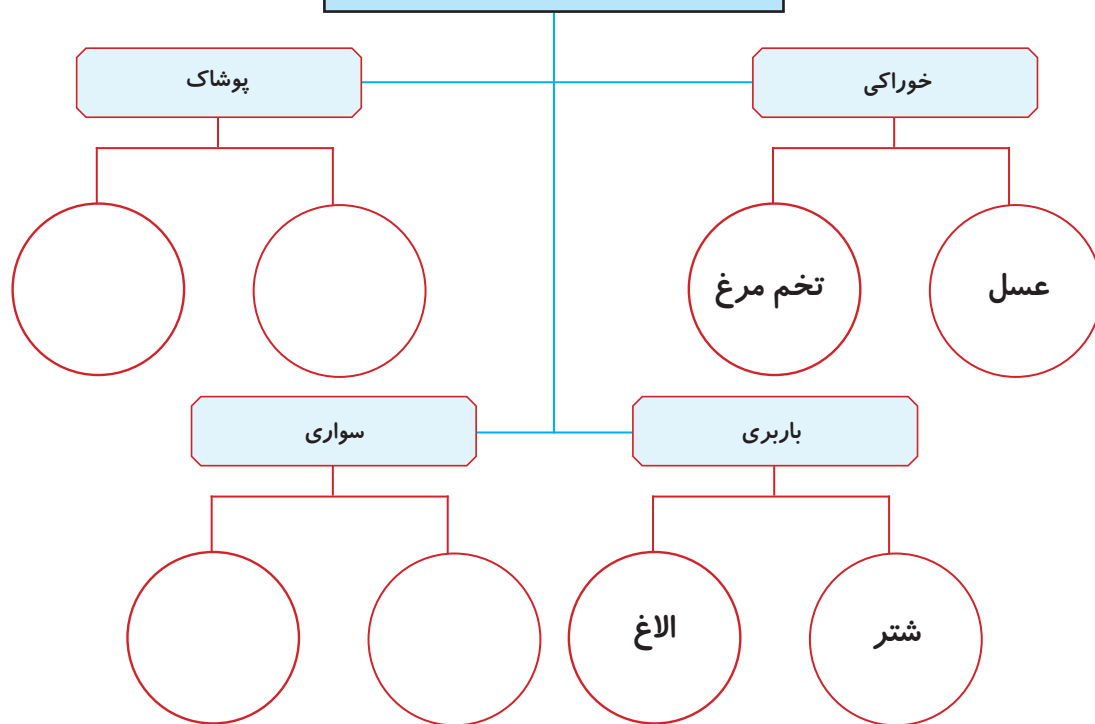 خوراکی
پوشاک
عسل
تخم مرغ
باربری
سواری
شتر
الاغ